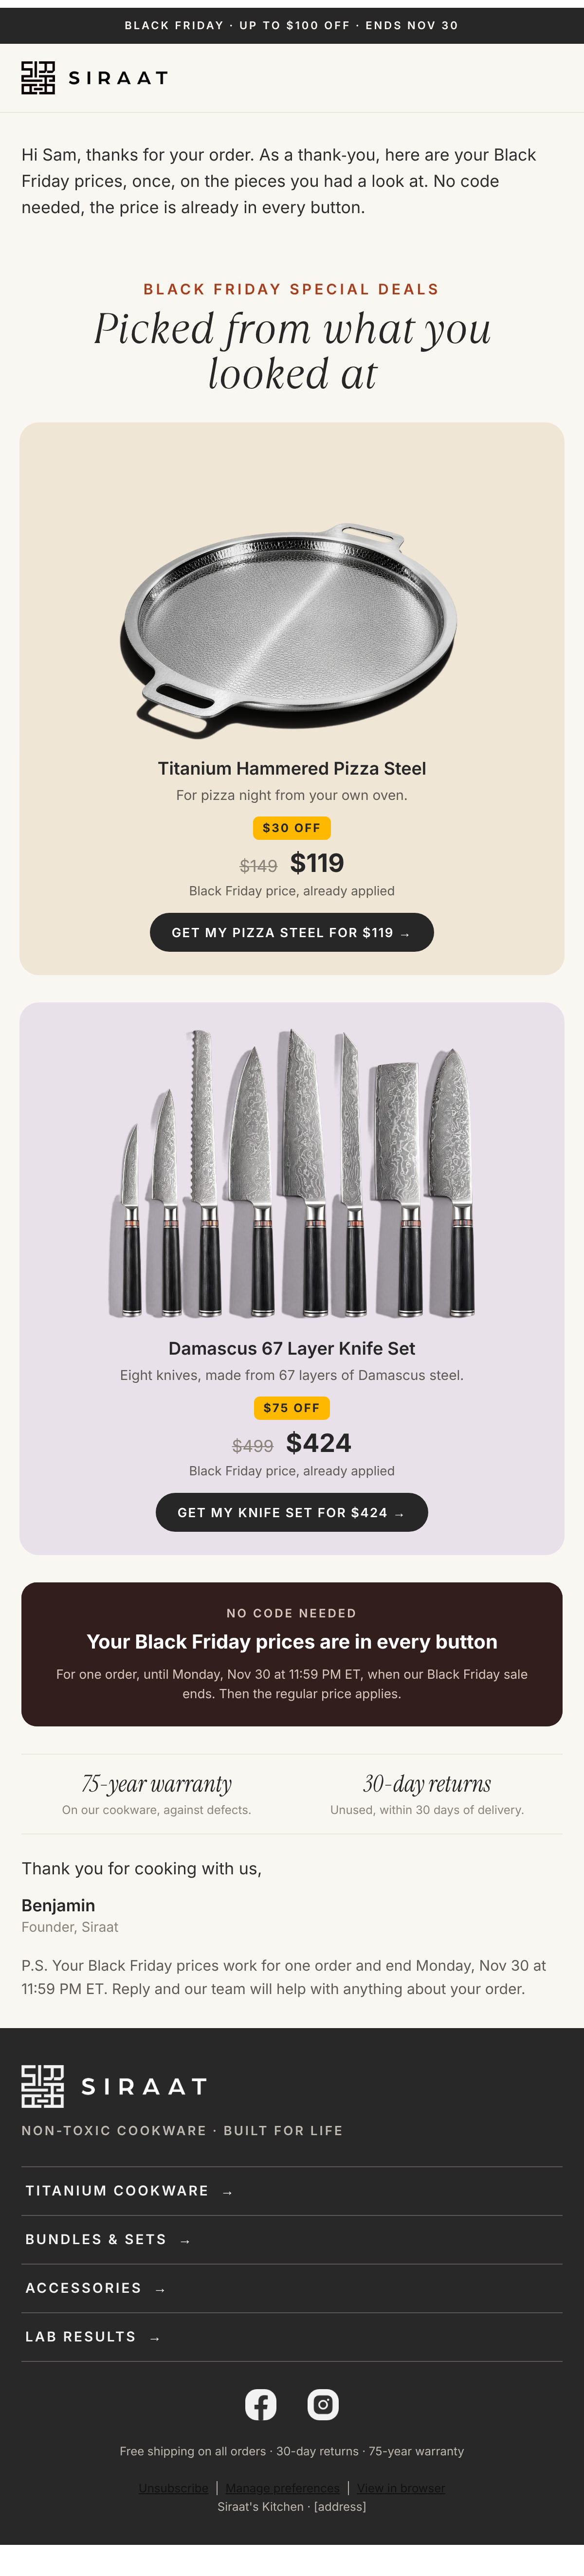 BLACK FRIDAY · UP TO $100 OFF · ENDS NOV 30
SIRAAT
Hi Sam, thanks for your order. As a thank-you, here are your Black
Friday prices, once, on the pieces you had a look at. No code
needed, the price is already in every button.
BLACK FRIDAY SPECIAL DEALS
Picked from what you
looked at
Titanium Hammered Pizza Steel
For pizza night from your own oven.
$30 OFF
$149 $119
Black Friday price, already applied
GET MY PIZZA STEEL FOR $119 →
Damascus 67 Layer Knife Set
Eight knives, made from 67 layers of Damascus steel.
$75 OFF
$499 $424
Black Friday price, already applied
GET MY KNIFE SET FOR $424 →
NO CODE NEEDED
Your Black Friday prices are in every button
For one order, until Monday, Nov 30 at 11:59 PM ET, when our Black Friday sale
ends. Then the regular price applies.
75-year warranty
On our cookware, against defects.
30-day returns
Unused, within 30 days of delivery.
Thank you for cooking with us,
Benjamin
Founder, Siraat
P.S. Your Black Friday prices work for one order and end Monday, Nov 30 at
11:59 PM ET. Reply and our team will help with anything about your order.
SIRAAT
NON-TOXIC COOKWARE · BUILT FOR LIFE
TITANIUM COOKWARE →
BUNDLES & SETS →
ACCESSORIES →
LAB RESULTS →
Free shipping on all orders · 30-day returns · 75-year warranty
Unsubscribe | Manage preferences | View in browser
Siraat's Kitchen · [address]